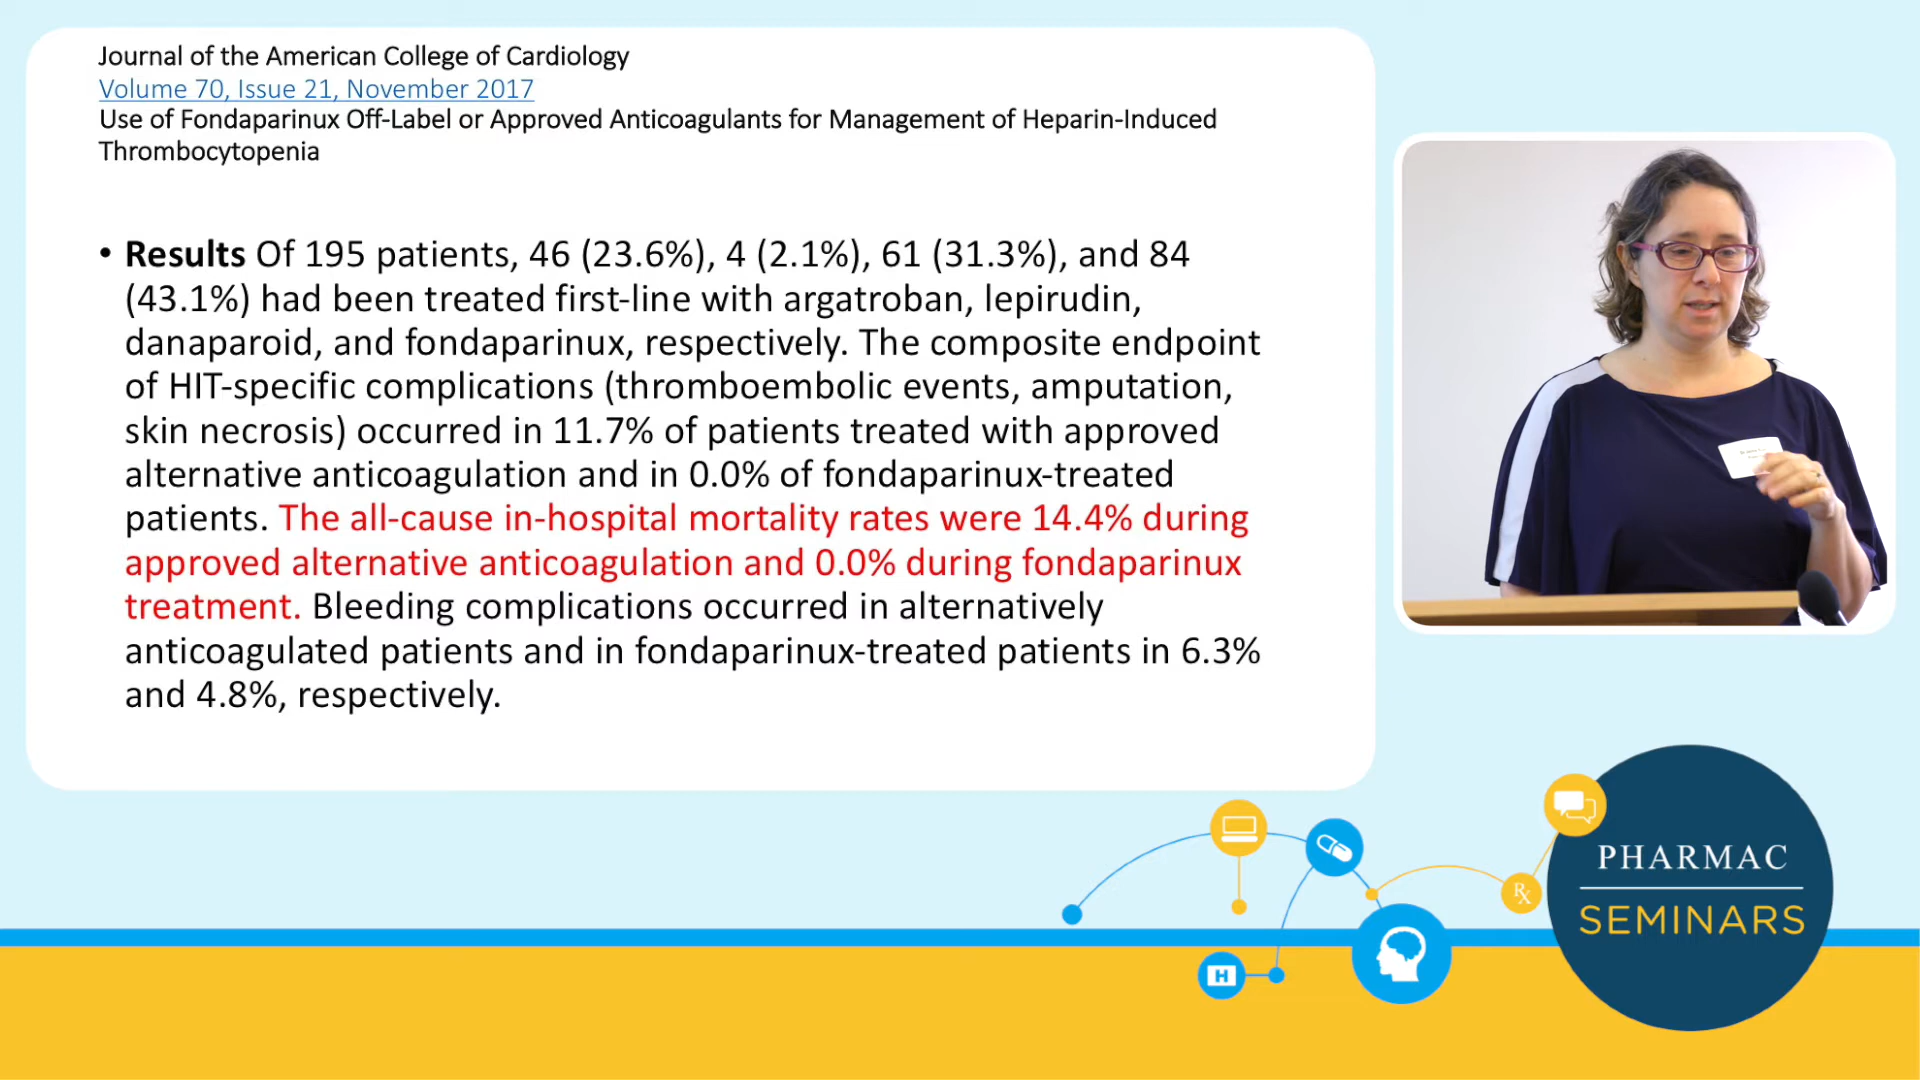 Journal of the American College of Cardiology
Volume 70, Issue 21, November 2017
Use of Fondaparinux Off-Label or Approved Anticoagulants for Management of Heparin-Induced
Thrombocytopenia
• Results Of 195 patients, 46 (23.6%), 4 (2.1%), 61 (31.3%), and 84
(43.1%) had been treated first-line with argatroban, lepirudin,
danaparoid, and fondaparinux, respectively. The composite endpoint
of HIT-specific complications (thromboembolic events, amputation,
skin necrosis) occurred in 11.7% of patients treated with approved
alternative anticoagulation and in 0.0% of fondaparinux-treated
patients. The all-cause in-hospital mortality rates were 14.4% during
approved alternative anticoagulation and 0.0% during fondaparinux
treatment. Bleeding complications occurred in alternatively
anticoagulated patients and in fondaparinux-treated patients in 6.3%
and 4.8%, respectively.
Rx
H
PHARMAC
SEMINARS